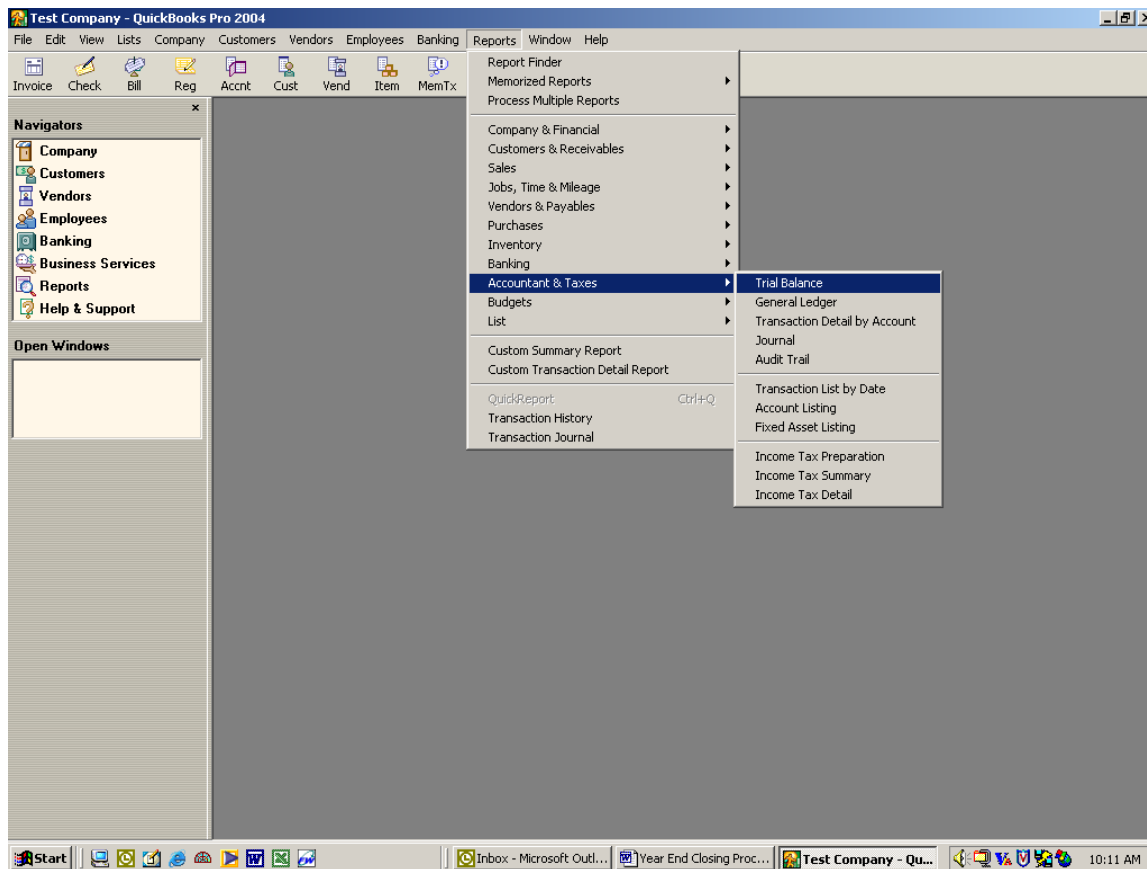 Test Company - QuickBooks Pro 2004
File Edit View Lists Company Customers Vendors Employees Banking Reports Window Help
Invoice Check Bill Reg Accnt Cust Vend Item MemTx
Navigators
Company
Customers
Vendors
Employees
Banking
Business Services
Reports
Help & Support
Open Windows
Report Finder
Memorized Reports
Process Multiple Reports
Company & Financial
Customers & Receivables
Sales
Jobs, Time & Mileage
Vendors & Payables
Purchases
Inventory
Banking
Accountant & Taxes
Budgets
List
Custom Summary Report
Custom Transaction Detail Report
QuickReport Ctrl+Q
Transaction History
Transaction Journal
Trial Balance
General Ledger
Transaction Detail by Account
Journal
Audit Trail
Transaction List by Date
Account Listing
Fixed Asset Listing
Income Tax Preparation
Income Tax Summary
Income Tax Detail
Start Inbox - Microsoft Outl... Year End Closing Proc... Test Company - Qu... 10:11 AM